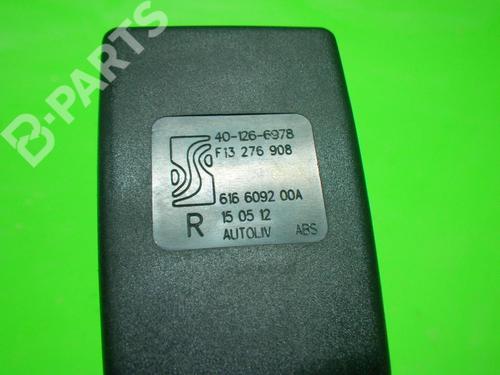 B-PARTS
40-126-6978
F13 276 908
616 6092 00A
R 15 05 12
AUTOLIV ABS